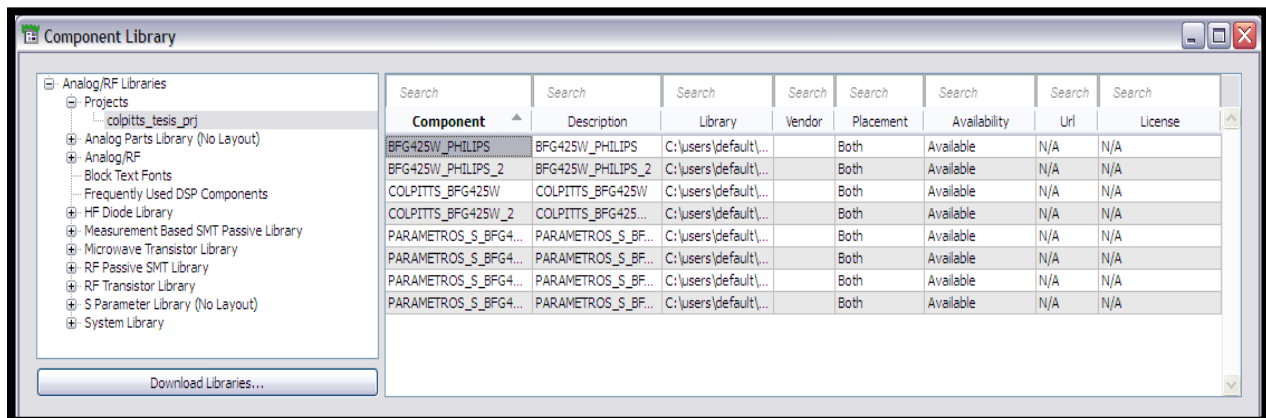 Component Library
Analog/RF Libraries
Projects
colpitts_tesis_prj
Analog Parts Library (No Layout)
Analog/RF
Block Text Fonts
Frequently Used DSP Components
HF Diode Library
Measurement Based SMT Passive Library
Microwave Transistor Library
RF Passive SMT Library
RF Transistor Library
S Parameter Library (No Layout)
System Library
Download Libraries...
Search Search Search Search Search Search Search Search
Component Description Library Vendor Placement Availability Url License
BFG425W_PHILIPS BFG425W_PHILIPS C:\users\default\... Both Available N/A N/A
BFG425W_PHILIPS_2 BFG425W_PHILIPS_2 C:\users\default\... Both Available N/A N/A
COLPITTS_BFG425W COLPITTS_BFG425W C:\users\default\... Both Available N/A N/A
COLPITTS_BFG425W_2 COLPITTS_BFG425... C:\users\default\... Both Available N/A N/A
PARAMETROS_S_BFG4... PARAMETROS_S_BF... C:\users\default\... Both Available N/A N/A
PARAMETROS_S_BFG4... PARAMETROS_S_BF... C:\users\default\... Both Available N/A N/A
PARAMETROS_S_BFG4... PARAMETROS_S_BF... C:\users\default\... Both Available N/A N/A
PARAMETROS_S_BFG4... PARAMETROS_S_BF... C:\users\default\... Both Available N/A N/A